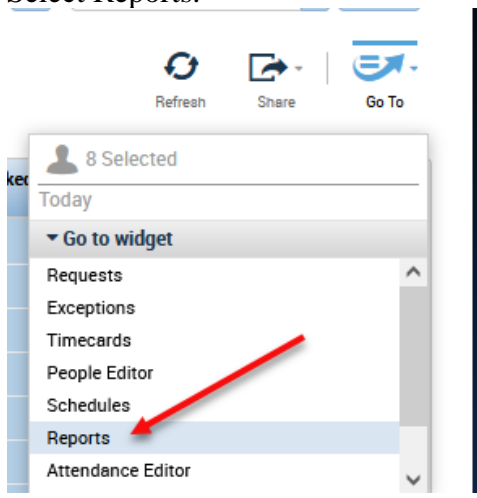 Select Reports.
Refresh Share Go To
8 Selected
ked
Today
Go to widget
Requests
Exceptions
Timecards
People Editor
Schedules
Reports
Attendance Editor